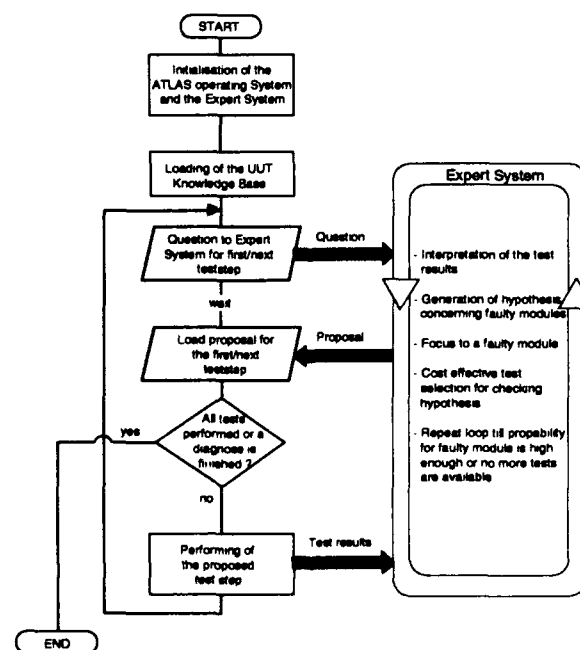 START
Initialisation of the
ATLAS operating System
and the Expert System
Loading of the UUT
Knowledge Base
Question to Expert
System for first/next
teststep
Question
wait
Load proposal for
the first/next
teststep
Proposal
All tests
performed or a
diagnose is
finished ?
yes
no
Performing of
the proposed
test step
Test results
END
Expert System
- Interpretation of the test
results
- Generation of hypothesis
concerning faulty modules
- Focus to a faulty module
- Cost effective test
selection for checking
hypothesis
- Repeat loop till propability
for faulty module is high
enough or no more tests
are available